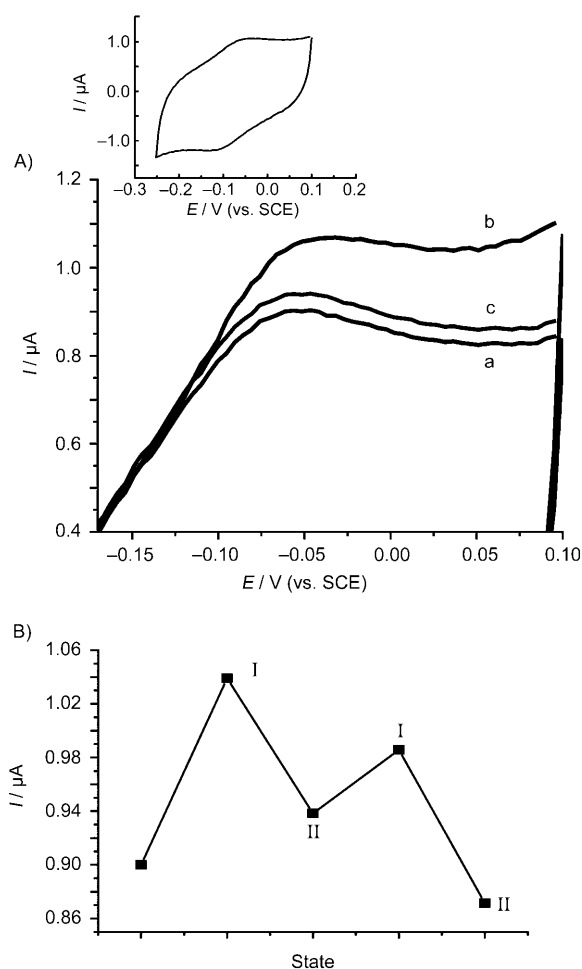 1.0
0.0
–1.0
I / µA
–0.3 –0.2 –0.1 0.0 0.1 0.2
E / V (vs. SCE)
A)
1.2
1.0
0.8
0.6
0.4
I / µA
b
c
a
–0.15 –0.10 –0.05 0.00 0.05 0.10
E / V (vs. SCE)
B)
1.06
1.02
0.98
0.94
0.90
0.86
I / µA
I
I
II
II
State